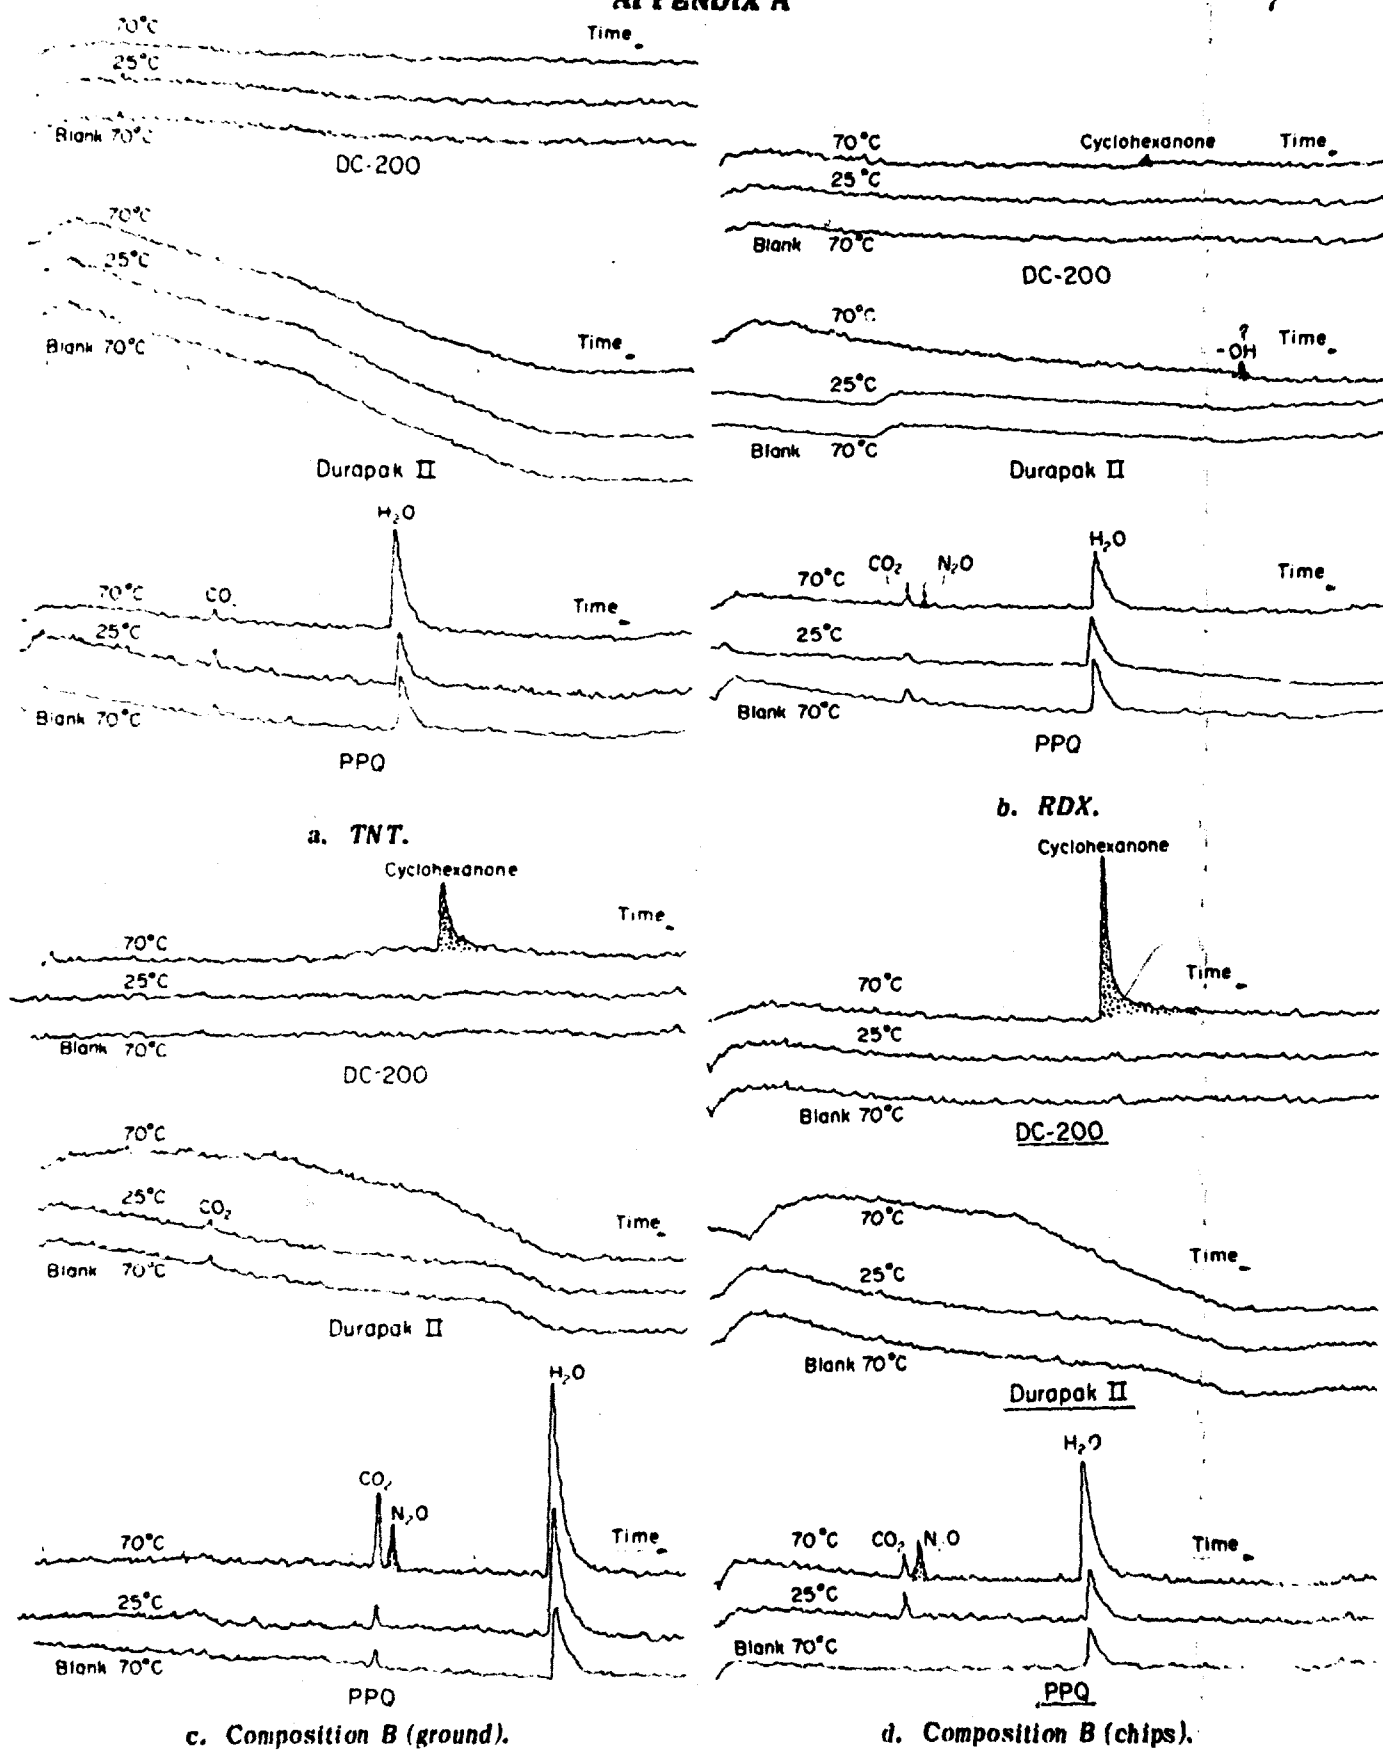 APPENDIX A
70°C
Time
25°C
Blank 70°C
DC-200
70°C
25°C
Time
Blank 70°C
Durapak II
H2O
70°C
CO
Time
25°C
Blank 70°C
PPQ
a. TNT.
70°C
Cyclohexanone
Time
25°C
Blank 70°C
DC-200
70°C
?
-OH
Time
25°C
Blank 70°C
Durapak II
H2O
CO2
N2O
70°C
Time
25°C
Blank 70°C
PPQ
b. RDX.
Cyclohexanone
Time
70°C
25°C
Blank 70°C
DC-200
70°C
25°C
CO2
Time
Blank 70°C
Durapak II
H2O
CO2
N2O
70°C
Time
25°C
Blank 70°C
PPQ
c. Composition B (ground).
Cyclohexanone
Time
70°C
25°C
Blank 70°C
DC-200
70°C
Time
25°C
Blank 70°C
Durapak II
H2O
70°C
CO2
N2O
Time
25°C
Blank 70°C
PPQ
d. Composition B (chips).